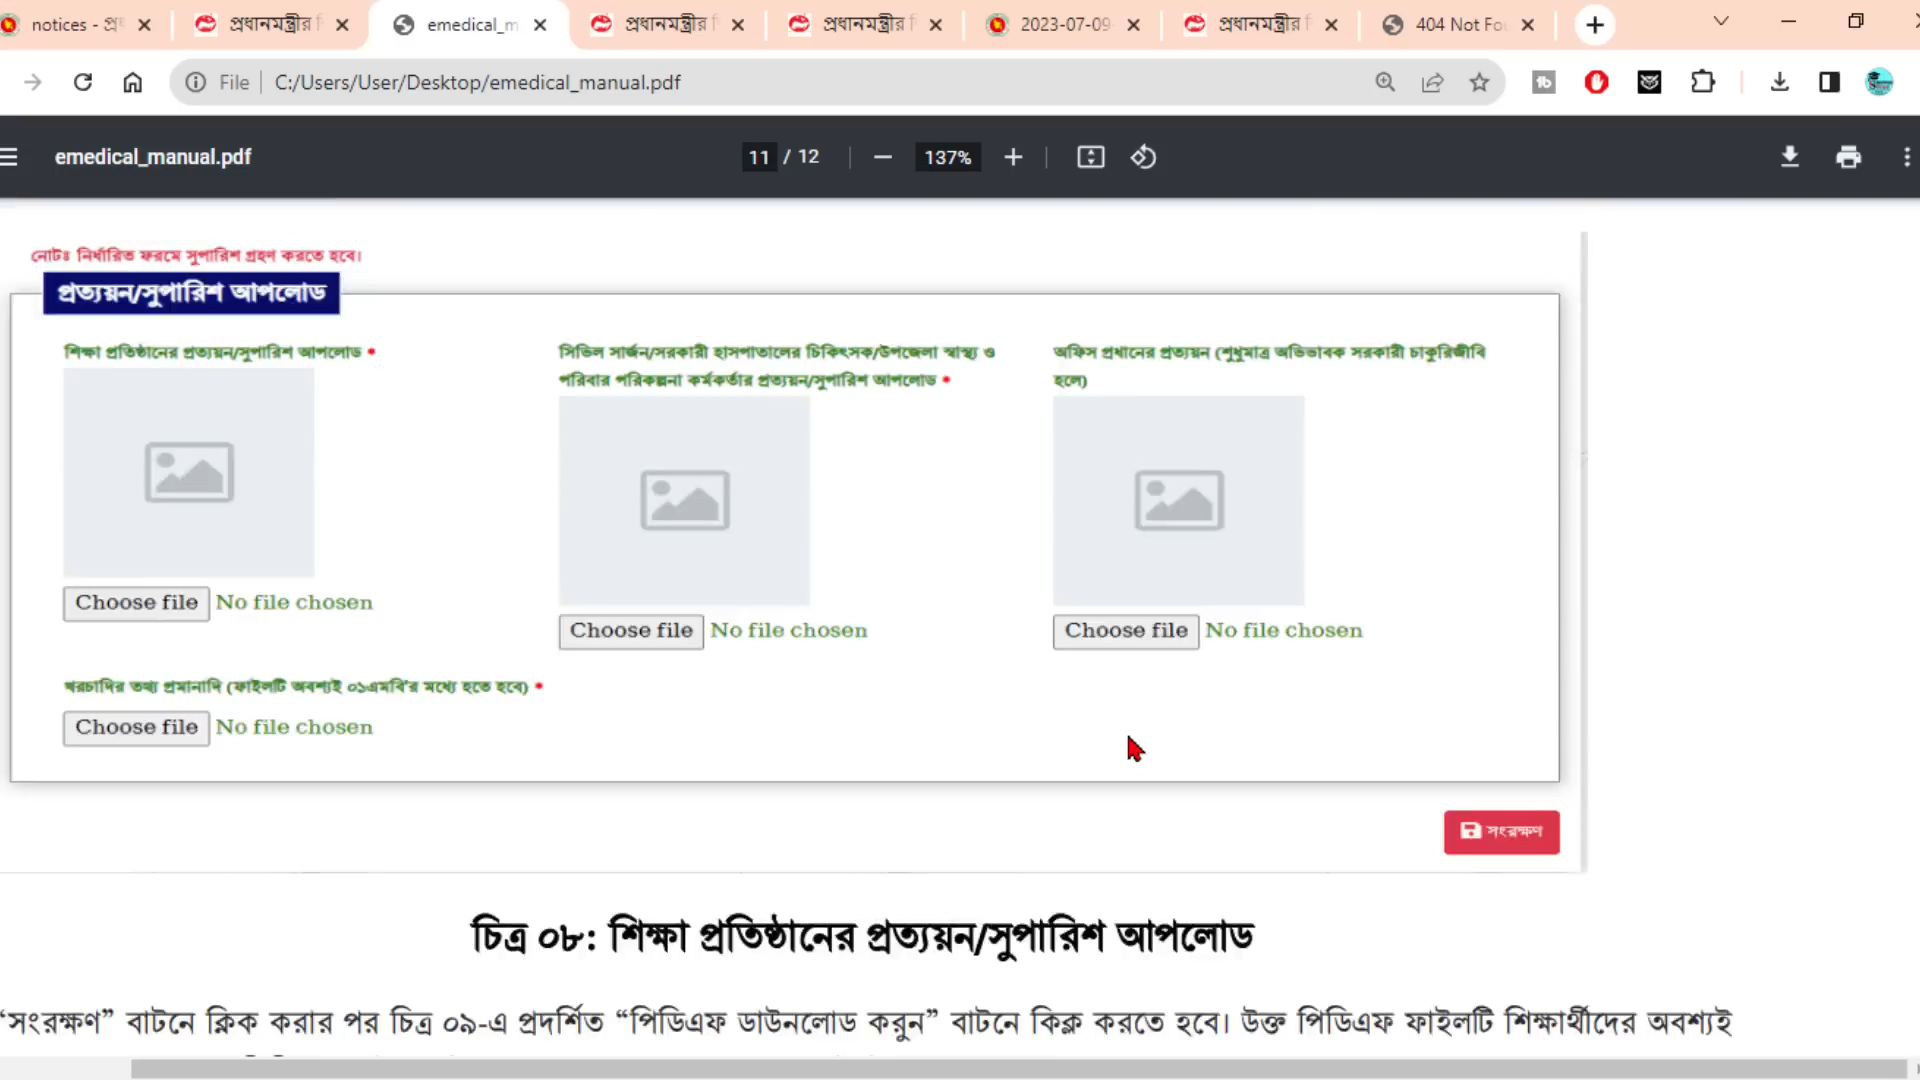 notices - প্র
প্রধানমন্ত্রীর
emedical_m
প্রধানমন্ত্রীর
প্রধানমন্ত্রীর
2023-07-09
প্রধানমন্ত্রীর
404 Not Fou
File
C:/Users/User/Desktop/emedical_manual.pdf
emedical_manual.pdf
11 / 12
137%
নোটঃ নির্ধারিত ফরমে সুপারিশ গ্রহণ করতে হবে।
প্রত্যয়ন/সুপারিশ আপলোড
শিক্ষা প্রতিষ্ঠানের প্রত্যয়ন/সুপারিশ আপলোড *
সিভিল সার্জন/সরকারী হাসপাতালের চিকিৎসক/উপজেলা স্বাস্থ্য ও
পরিবার পরিকল্পনা কর্মকর্তার প্রত্যয়ন/সুপারিশ আপলোড *
অফিস প্রধানের প্রত্যয়ন (শুধুমাত্র অভিভাবক সরকারী চাকুরিজীবি
হলে)
Choose file No file chosen
Choose file No file chosen
Choose file No file chosen
খরচাদির তথ্য প্রমানাদি (ফাইলটি অবশ্যই ০১এমবি'র মধ্যে হতে হবে) *
Choose file No file chosen
সংরক্ষণ
চিত্র ০৮: শিক্ষা প্রতিষ্ঠানের প্রত্যয়ন/সুপারিশ আপলোড
“সংরক্ষণ” বাটনে ক্লিক করার পর চিত্র ০৯-এ প্রদর্শিত “পিডিএফ ডাউনলোড করুন” বাটনে কিক্ল করতে হবে। উক্ত পিডিএফ ফাইলটি শিক্ষার্থীদের অবশ্যই